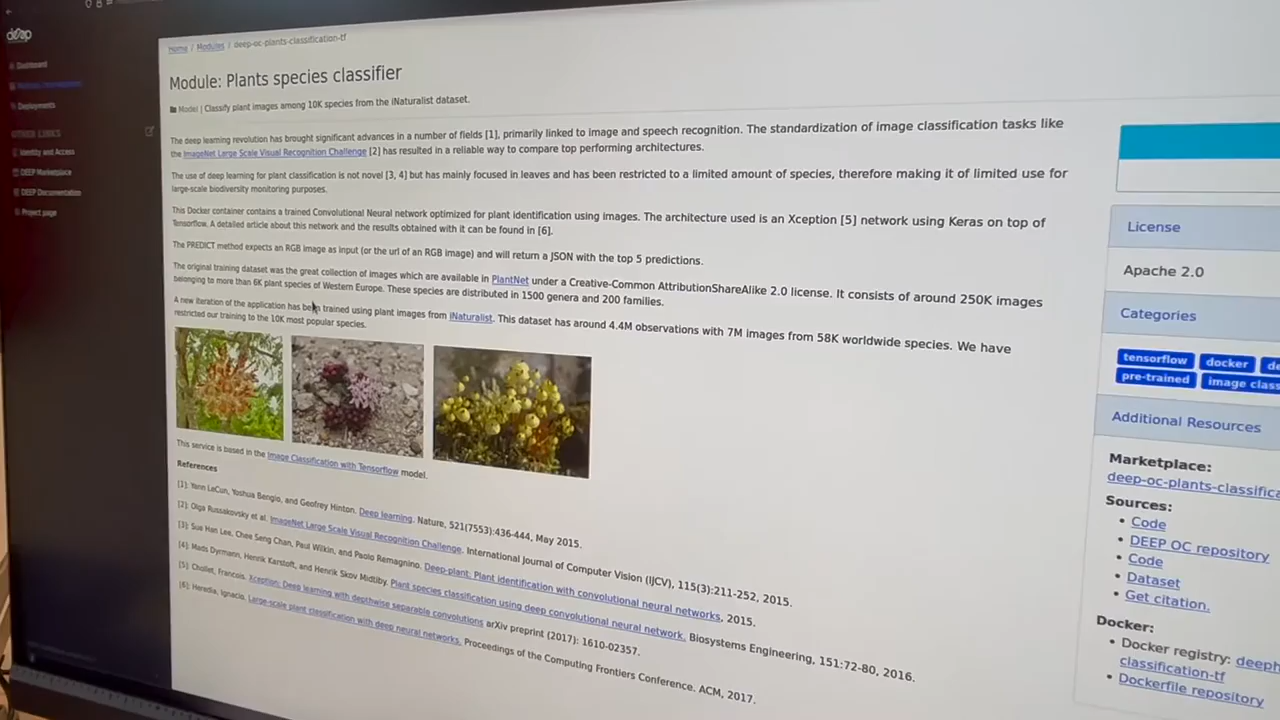 deep
Home / Modules / deep-oc-plants-classification-tf
Dashboard
Deployments
OTHER LINKS
Identity and Access
DEEP Marketplace
DEEP Documentation
Project page
Module: Plants species classifier
Model | Classify plant images among 10K species from the iNaturalist dataset.
The deep learning revolution has brought significant advances in a number of fields [1], primarily linked to image and speech recognition. The standardization of image classification tasks like
the ImageNet Large Scale Visual Recognition Challenge [2] has resulted in a reliable way to compare top performing architectures.
The use of deep learning for plant classification is not novel [3, 4] but has mainly focused in leaves and has been restricted to a limited amount of species, therefore making it of limited use for
large-scale biodiversity monitoring purposes.
This Docker container contains a trained Convolutional Neural network optimized for plant identification using images. The architecture used is an Xception [5] network using Keras on top of
Tensorflow. A detailed article about this network and the results obtained with it can be found in [6].
The PREDICT method expects an RGB image as input (or the url of an RGB image) and will return a JSON with the top 5 predictions.
The original training dataset was the great collection of images which are available in PlantNet under a Creative-Common AttributionShareAlike 2.0 license. It consists of around 250K images
belonging to more than 6K plant species of Western Europe. These species are distributed in 1500 genera and 200 families.
A new iteration of the application has been trained using plant images from iNaturalist. This dataset has around 4.4M observations with 7M images from 58K worldwide species. We have
restricted our training to the 10K most popular species.
This service is based in the Image Classification with Tensorflow model.
References
[1]: Yann LeCun, Yoshua Bengio, and Geofrey Hinton. Deep learning. Nature, 521(7553):436-444, May 2015.
[2]: Olga Russakovsky et al. ImageNet Large Scale Visual Recognition Challenge. International Journal of Computer Vision (IJCV), 115(3):211-252, 2015.
[3]: Sue Han Lee, Chee Seng Chan, Paul Wilkin, and Paolo Remagnino. Deep-plant: Plant identification with convolutional neural networks, 2015.
[4]: Mads Dyrmann, Henrik Karstoft, and Henrik Skov Midtiby. Plant species classification using deep convolutional neural network. Biosystems Engineering, 151:72-80, 2016.
[5]: Chollet, Francois. Xception: Deep learning with depthwise separable convolutions arXiv preprint (2017): 1610-02357.
[6]: Heredia, Ignacio. Large-scale plant classification with deep neural networks. Proceedings of the Computing Frontiers Conference. ACM, 2017.
License
Apache 2.0
Categories
tensorflow docker de
pre-trained image class
Additional Resources
Marketplace:
deep-oc-plants-classifica
Sources:
Code
DEEP OC repository
Code
Dataset
Get citation.
Docker:
Docker registry: deeph
classification-tf
Dockerfile repository